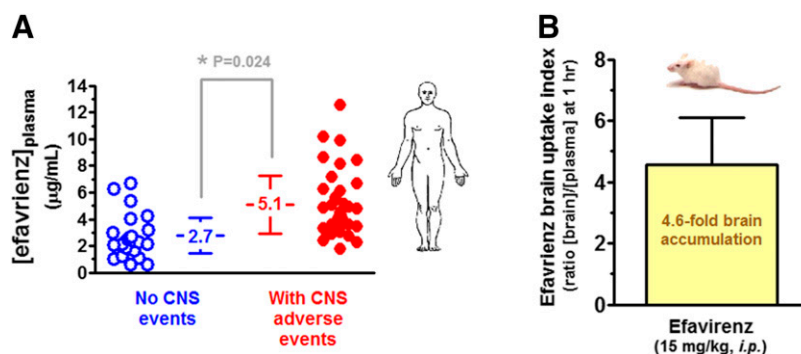 A
* P=0.024
[efavrienz]plasma
(µg/mL)
14
12
10
8
6
4
2
0
2.7
5.1
No CNS
events
With CNS
adverse
events
B
Efavrienz brain uptake index
(ratio [brain]/[plasma] at 1 hr)
8
6
4
2
0
4.6-fold brain
accumulation
Efavirenz
(15 mg/kg, i.p.)